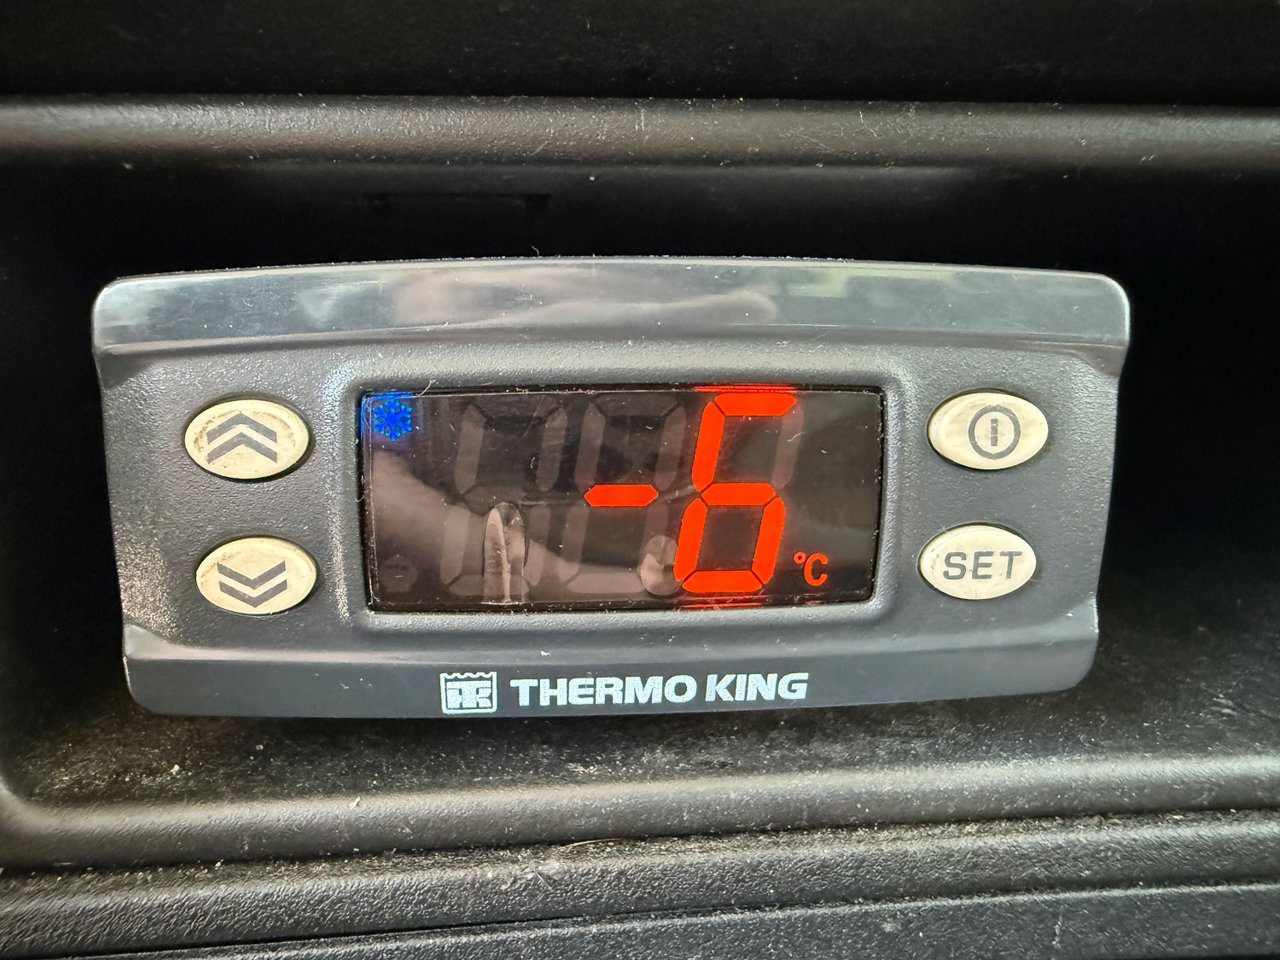 -6 °C
SET
THERMO KING